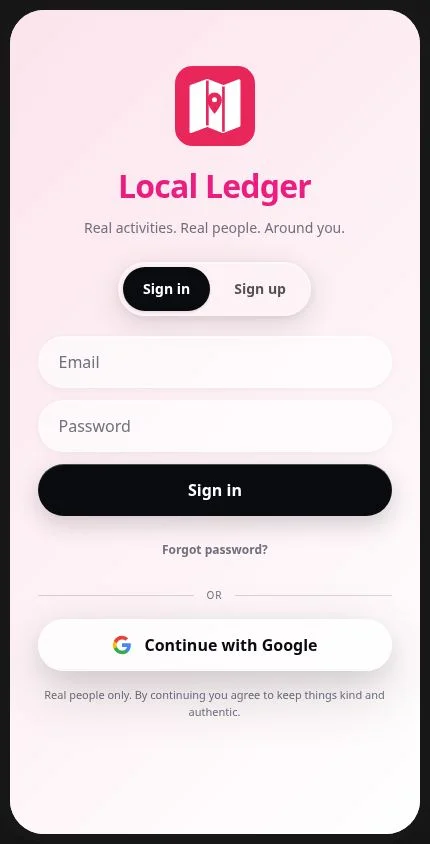 Local Ledger
Real activities. Real people. Around you.
Sign in
Sign up
Email
Password
Sign in
Forgot password?
OR
Continue with Google
Real people only. By continuing you agree to keep things kind and
authentic.